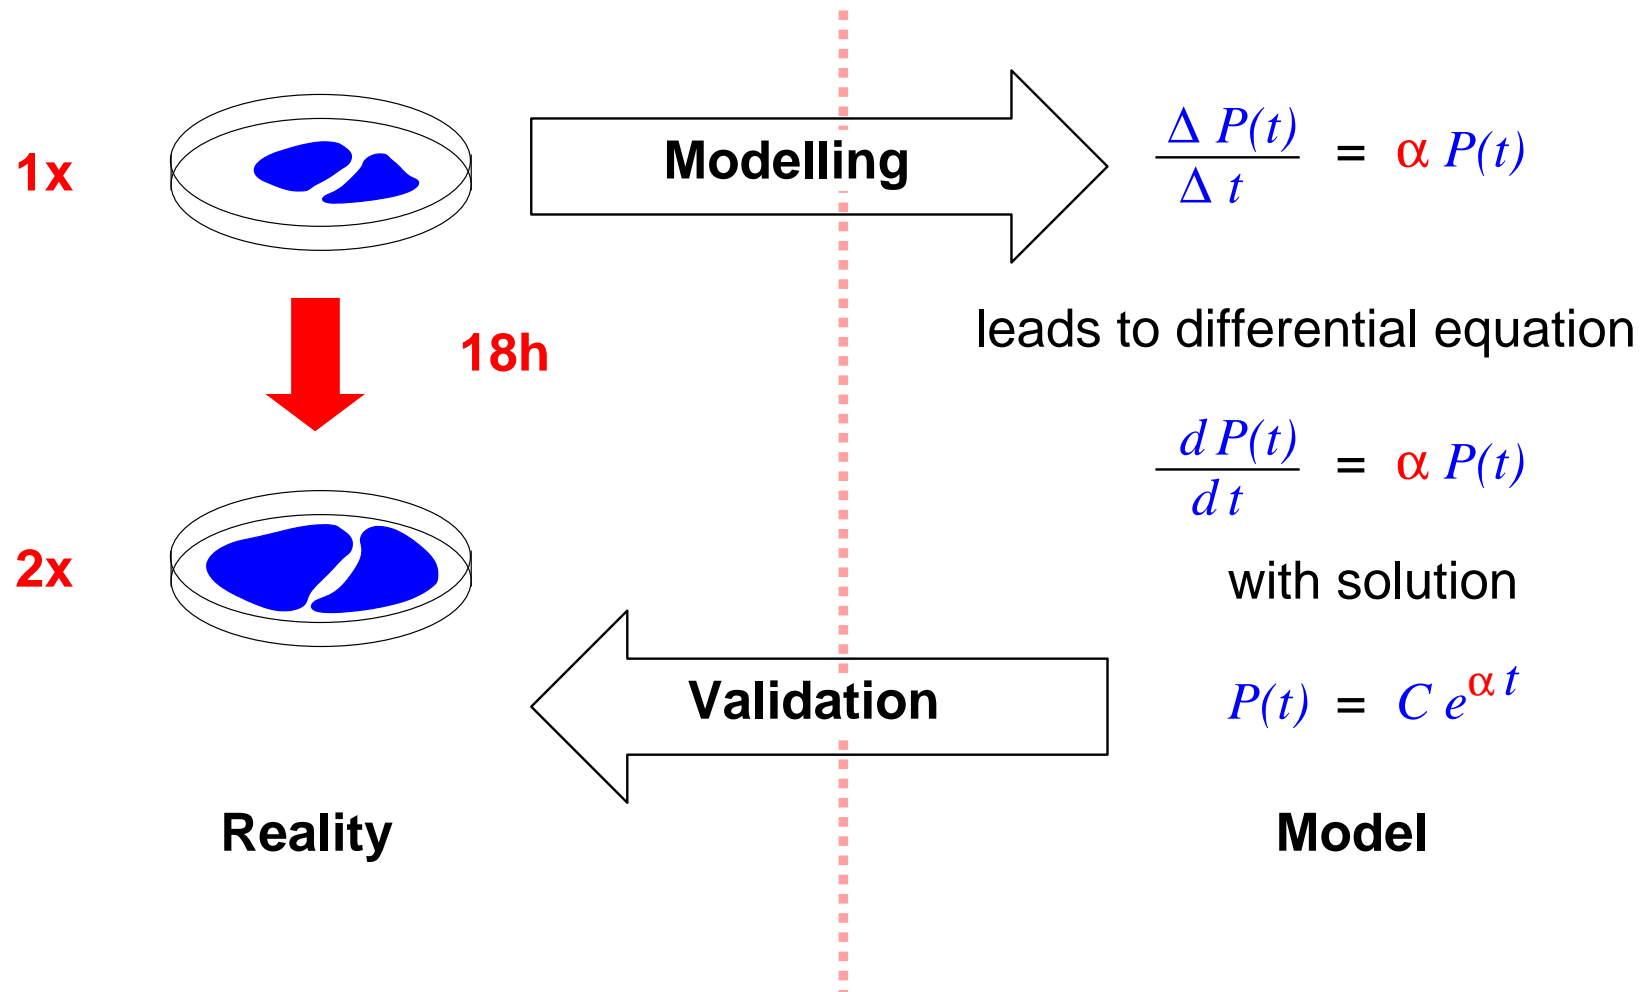 1x
18h
2x
Reality
Modelling
Validation
Δ P(t)
Δ t
= α P(t)
leads to differential equation
d P(t)
d t
= α P(t)
with solution
P(t) = C e^α t
Model